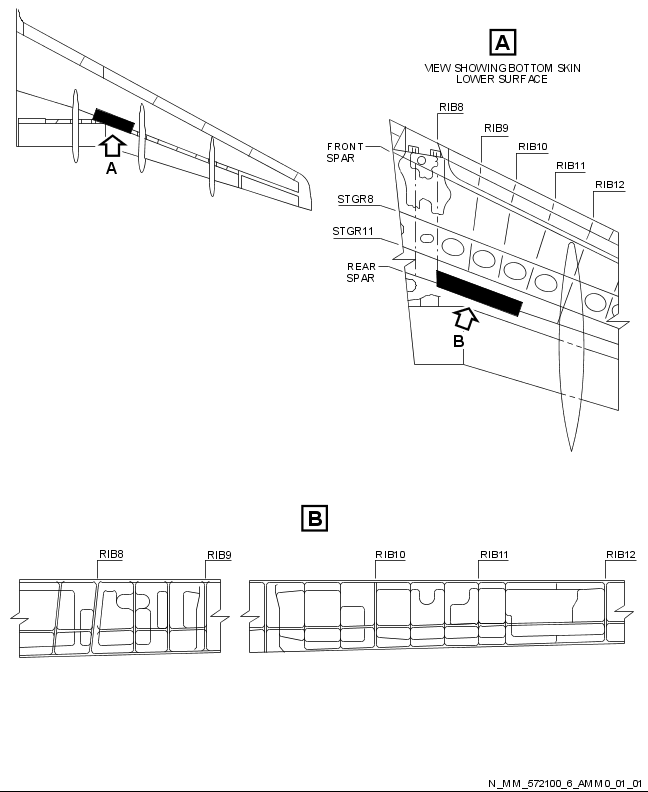 A
VIEW SHOWING BOTTOM SKIN
LOWER SURFACE
RIB8
RIB9
RIB10
RIB11
RIB12
FRONT
SPAR
STGR8
STGR11
REAR
SPAR
A
B
B
RIB8
RIB9
RIB10
RIB11
RIB12
N_MM_572100_6_AMM0_01_01